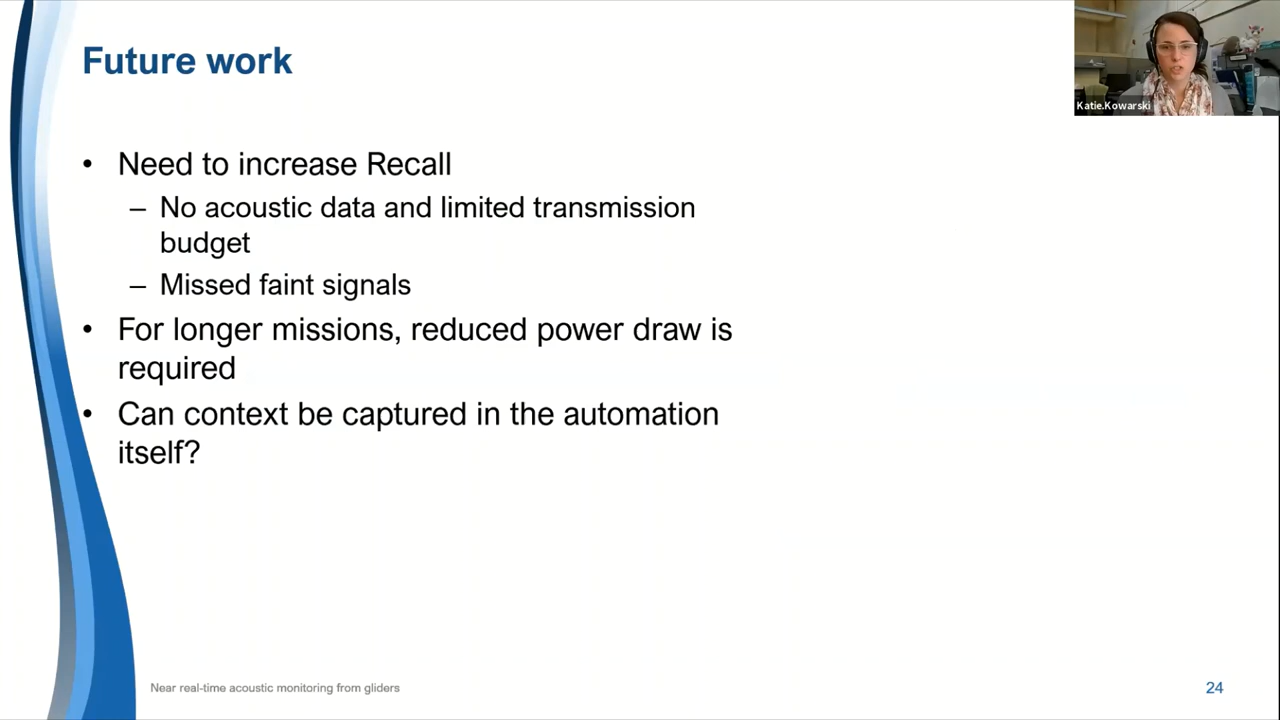 Future work
Katie.Kowarski
• Need to increase Recall
– No acoustic data and limited transmission
budget
– Missed faint signals
• For longer missions, reduced power draw is
required
• Can context be captured in the automation
itself?
Near real-time acoustic monitoring from gliders
24